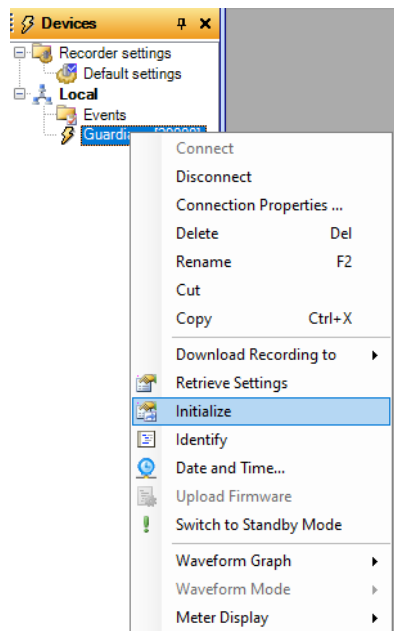 Devices
Recorder settings
Default settings
Local
Events
Connect
Disconnect
Connection Properties ...
Delete Del
Rename F2
Cut
Copy Ctrl+X
Download Recording to
Retrieve Settings
Initialize
Identify
Date and Time...
Upload Firmware
Switch to Standby Mode
Waveform Graph
Waveform Mode
Meter Display